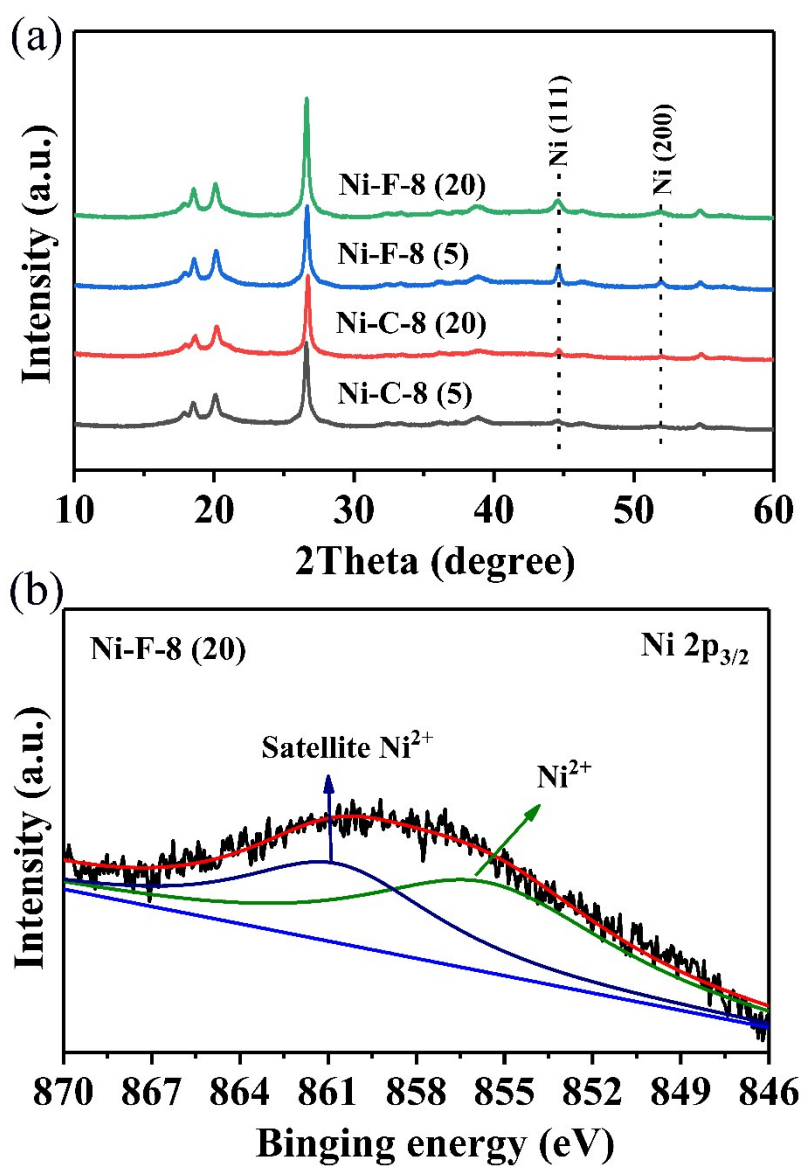 (a)
Intensity (a.u.)
Ni-F-8 (20)
Ni-F-8 (5)
Ni-C-8 (20)
Ni-C-8 (5)
Ni (111)
Ni (200)
10 20 30 40 50 60
2Theta (degree)
(b)
Intensity (a.u.)
Ni-F-8 (20)
Ni 2p₃/₂
Satellite Ni²⁺
Ni²⁺
870 867 864 861 858 855 852 849 846
Binging energy (eV)